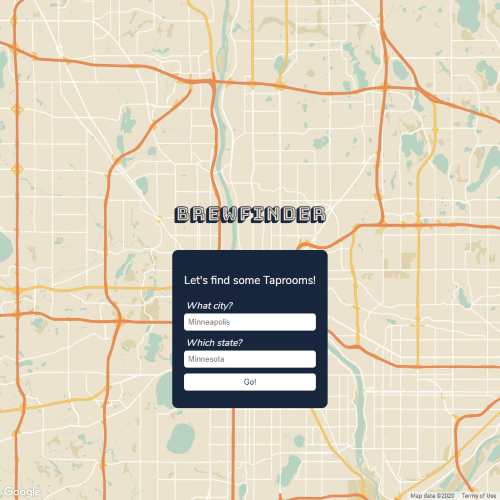 BREWFINDER
Let's find some Taprooms!
What city?
Minneapolis
Which state?
Minnesota
Go!
Google
Map data ©2020 Terms of Use